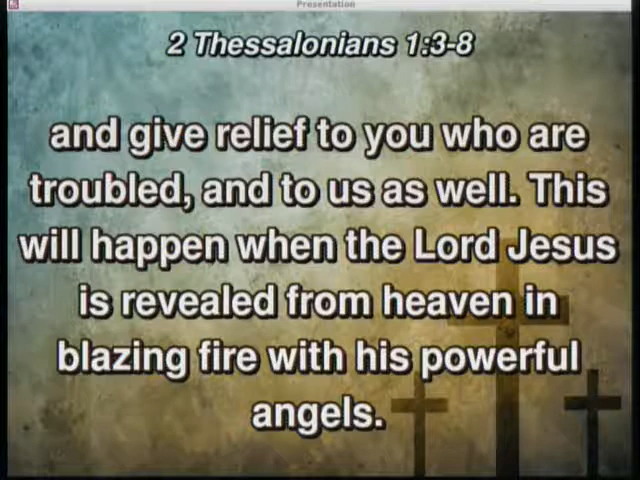 Presentation
2 Thessalonians 1:3-8
and give relief to you who are
troubled, and to us as well. This
will happen when the Lord Jesus
is revealed from heaven in
blazing fire with his powerful
angels.